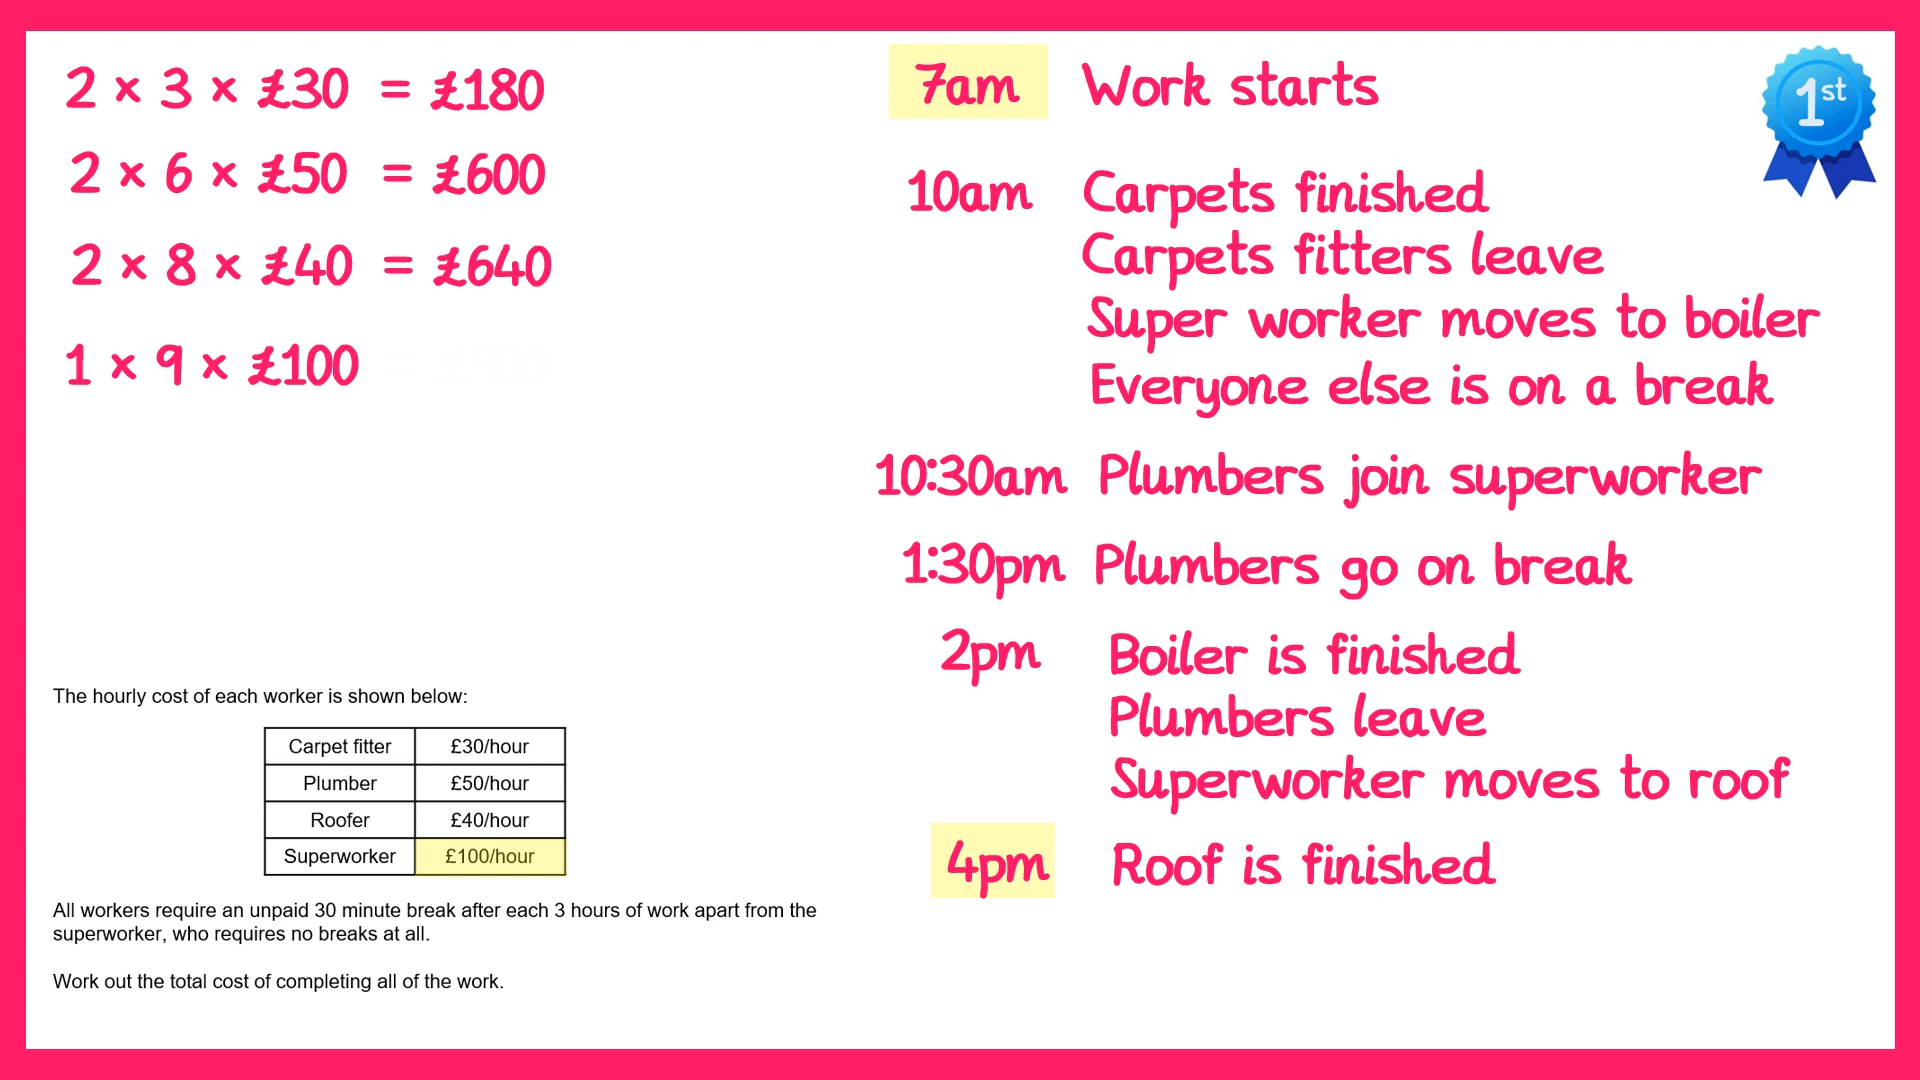 2 × 3 × £30 = £180
2 × 6 × £50 = £600
2 × 8 × £40 = £640
1 × 9 × £100
The hourly cost of each worker is shown below:
Carpet fitter £30/hour
Plumber £50/hour
Roofer £40/hour
Superworker £100/hour
All workers require an unpaid 30 minute break after each 3 hours of work apart from the
superworker, who requires no breaks at all.
Work out the total cost of completing all of the work.
7am Work starts
10am Carpets finished
Carpets fitters leave
Super worker moves to boiler
Everyone else is on a break
10:30am Plumbers join superworker
1:30pm Plumbers go on break
2pm Boiler is finished
Plumbers leave
Superworker moves to roof
4pm Roof is finished
1st